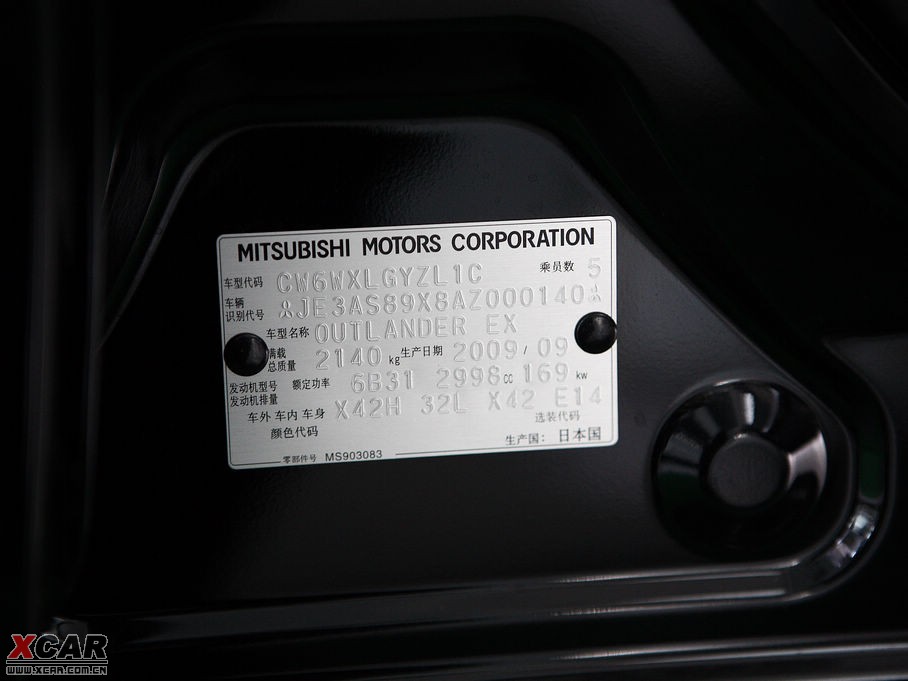 MITSUBISHI MOTORS CORPORATION
车型代码 CW6WXLGYZL1C 乘员数 5
车辆
识别代号 JE3AS89X8AZ000140
车型名称 OUTLANDER EX
满载
总质量 2140 kg 生产日期 2009/09
发动机型号 额定功率 6B31 2998cc 169 kw
发动机排量
车外 车内 车身 X42H 32L X42 E14
颜色代码 选装代码
生产国：日本国
零部件号 MS903083
XCAR
WWW.XCAR.COM.CN